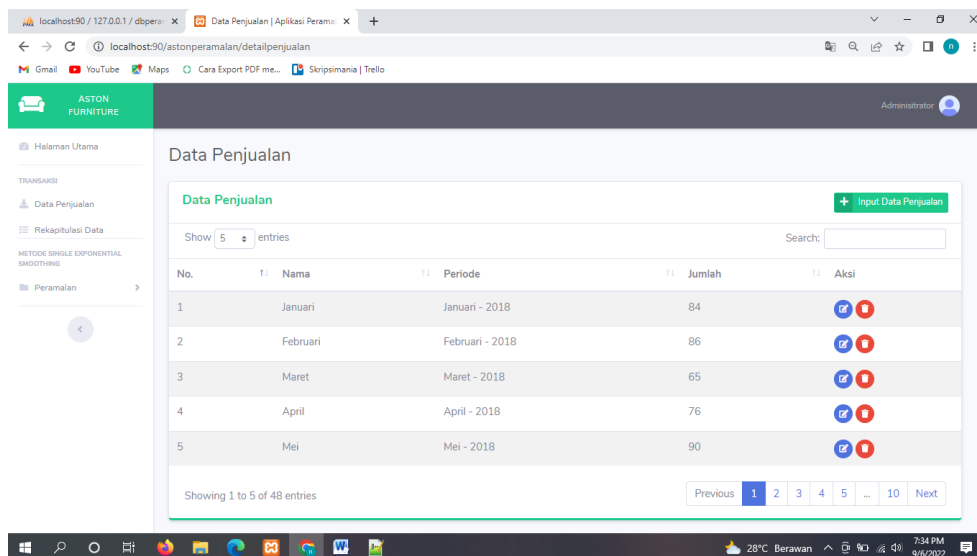 localhost:90 / 127.0.0.1 / dbperar
Data Penjualan | Aplikasi Peramal
localhost:90/astonperamalan/detailpenjualan
n
Gmail
YouTube
Maps
Cara Export PDF me...
Skripsimania | Trello
ASTON
FURNITURE
Adminisitrator
Halaman Utama
TRANSAKSI
Data Penjualan
Rekapitulasi Data
METODE SINGLE EXPONENTIAL
SMOOTHING
Peramalan
Data Penjualan
Data Penjualan
Input Data Penjualan
Show 5 entries
Search:
No. Nama Periode Jumlah Aksi
1 Januari Januari - 2018 84
2 Februari Februari - 2018 86
3 Maret Maret - 2018 65
4 April April - 2018 76
5 Mei Mei - 2018 90
Showing 1 to 5 of 48 entries
Previous 1 2 3 4 5 ... 10 Next
28°C Berawan
7:34 PM
9/6/2022